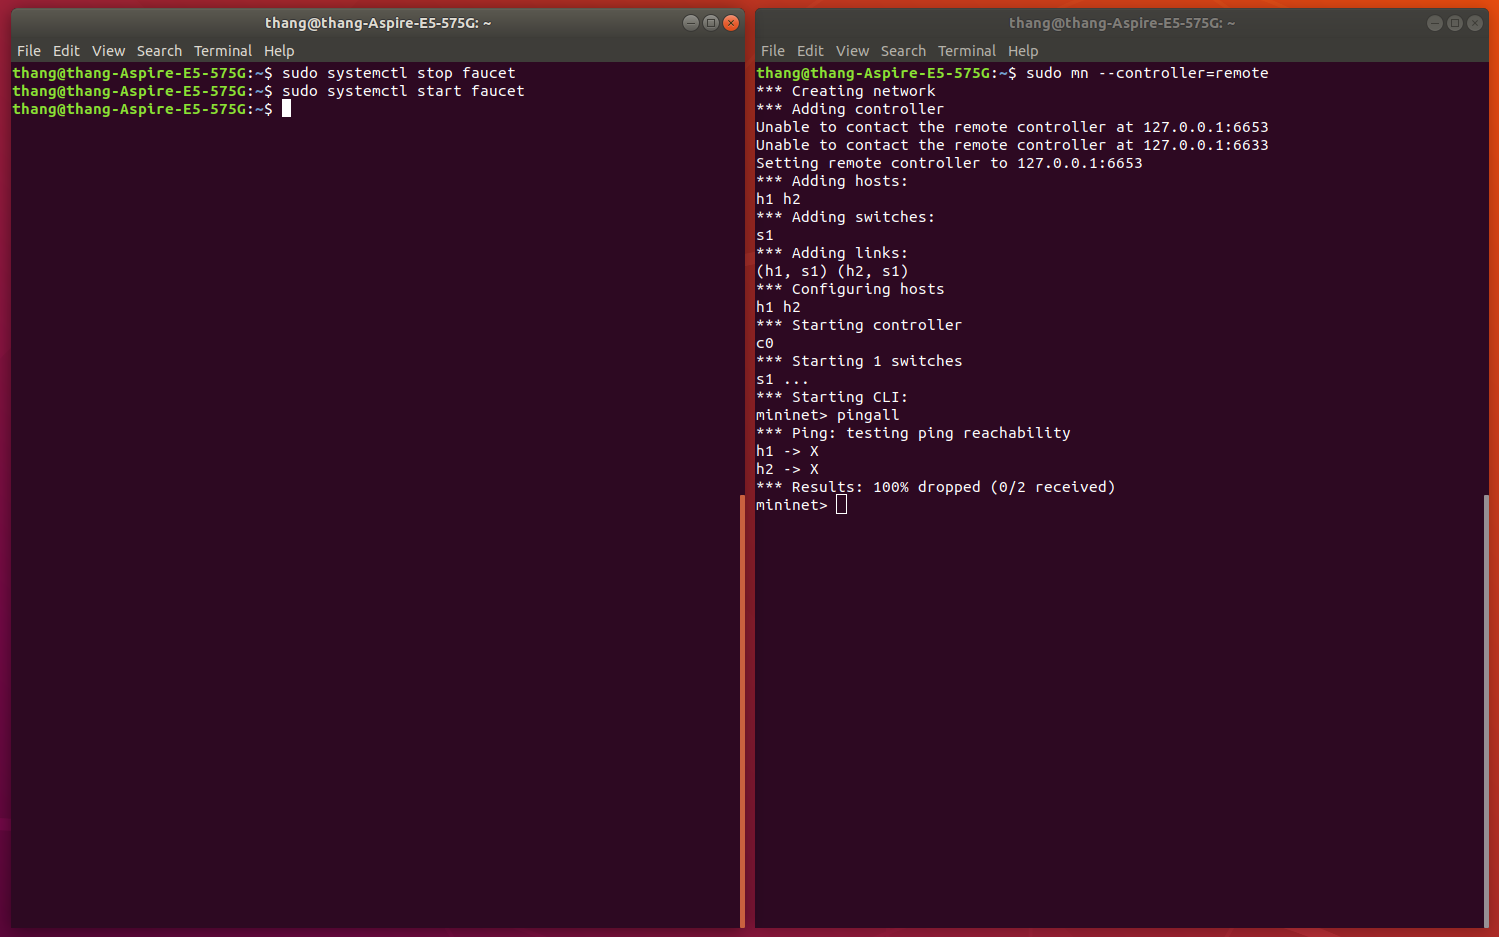 thang@thang-Aspire-E5-575G: ~
File Edit View Search Terminal Help
thang@thang-Aspire-E5-575G:~$ sudo systemctl stop faucet
thang@thang-Aspire-E5-575G:~$ sudo systemctl start faucet
thang@thang-Aspire-E5-575G:~$
thang@thang-Aspire-E5-575G: ~
File Edit View Search Terminal Help
thang@thang-Aspire-E5-575G:~$ sudo mn --controller=remote
*** Creating network
*** Adding controller
Unable to contact the remote controller at 127.0.0.1:6653
Unable to contact the remote controller at 127.0.0.1:6633
Setting remote controller to 127.0.0.1:6653
*** Adding hosts:
h1 h2
*** Adding switches:
s1
*** Adding links:
(h1, s1) (h2, s1)
*** Configuring hosts
h1 h2
*** Starting controller
c0
*** Starting 1 switches
s1 ...
*** Starting CLI:
mininet> pingall
*** Ping: testing ping reachability
h1 -> X
h2 -> X
*** Results: 100% dropped (0/2 received)
mininet>